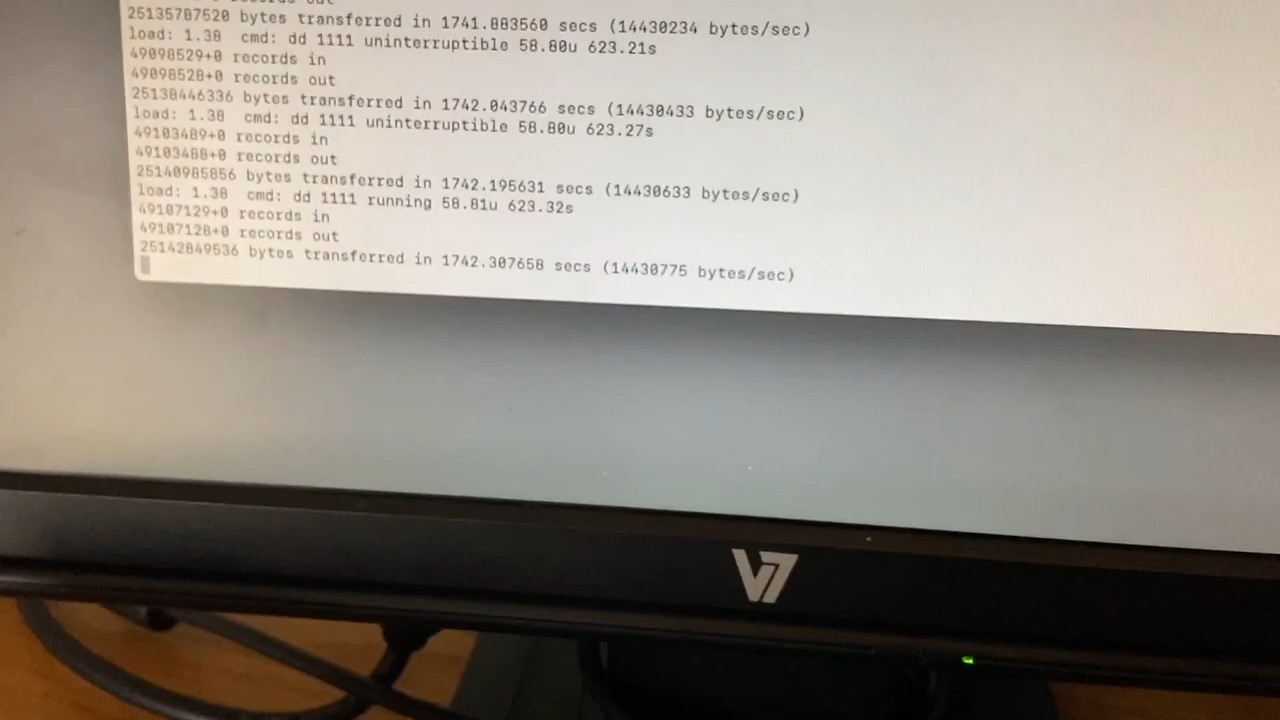 records out
25135787520 bytes transferred in 1741.883560 secs (14430234 bytes/sec)
load: 1.38 cmd: dd 1111 uninterruptible 58.80u 623.21s
49098529+0 records in
49098528+0 records out
25138446336 bytes transferred in 1742.043766 secs (14430433 bytes/sec)
load: 1.38 cmd: dd 1111 uninterruptible 58.80u 623.27s
49103489+0 records in
49103488+0 records out
25140985856 bytes transferred in 1742.195631 secs (14430633 bytes/sec)
load: 1.38 cmd: dd 1111 running 58.81u 623.32s
49107129+0 records in
49107128+0 records out
25142849536 bytes transferred in 1742.307658 secs (14430775 bytes/sec)
V7